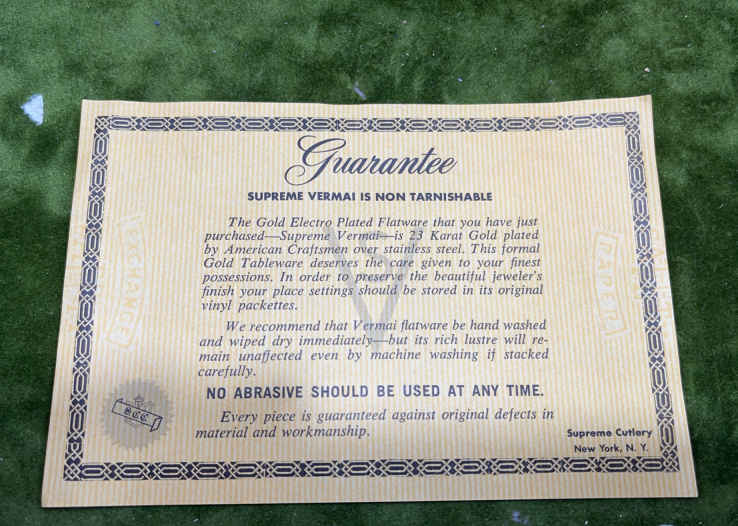 Guarantee
SUPREME VERMAI IS NON TARNISHABLE
The Gold Electro Plated Flatware that you have just
purchased—Supreme Vermai—is 23 Karat Gold plated
by American Craftsmen over stainless steel. This formal
Gold Tableware deserves the care given to your finest
possessions. In order to preserve the beautiful jeweler's
finish your place settings should be stored in its original
vinyl packettes.
We recommend that Vermai flatware be hand washed
and wiped dry immediately—but its rich lustre will re-
main unaffected even by machine washing if stacked
carefully.
NO ABRASIVE SHOULD BE USED AT ANY TIME.
Every piece is guaranteed against original defects in
material and workmanship.
S.C.C.
Supreme Cutlery
New York, N. Y.
EXCHANGE
PAPER